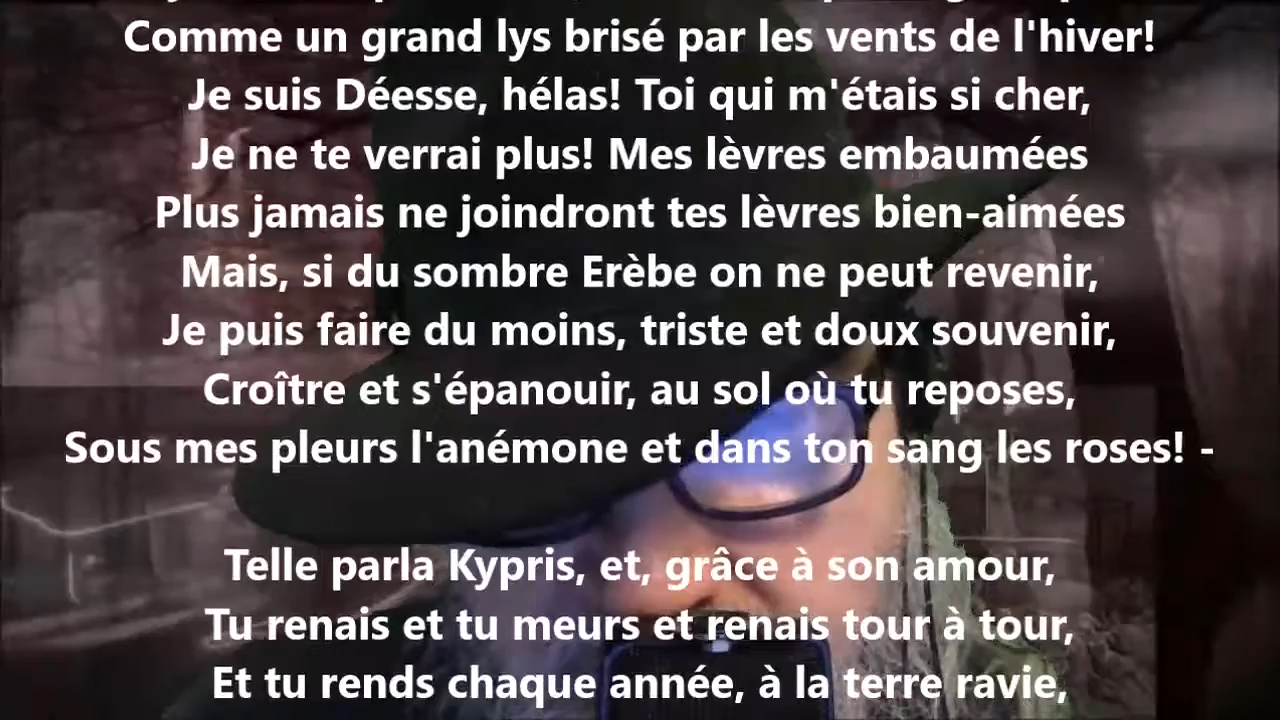 Comme un grand lys brisé par les vents de l'hiver!
Je suis Déesse, hélas! Toi qui m'étais si cher,
Je ne te verrai plus! Mes lèvres embaumées
Plus jamais ne joindront tes lèvres bien-aimées
Mais, si du sombre Erèbe on ne peut revenir,
Je puis faire du moins, triste et doux souvenir,
Croître et s'épanouir, au sol où tu reposes,
Sous mes pleurs l'anémone et dans ton sang les roses! -
Telle parla Kypris, et, grâce à son amour,
Tu renais et tu meurs et renais tour à tour,
Et tu rends chaque année, à la terre ravie,